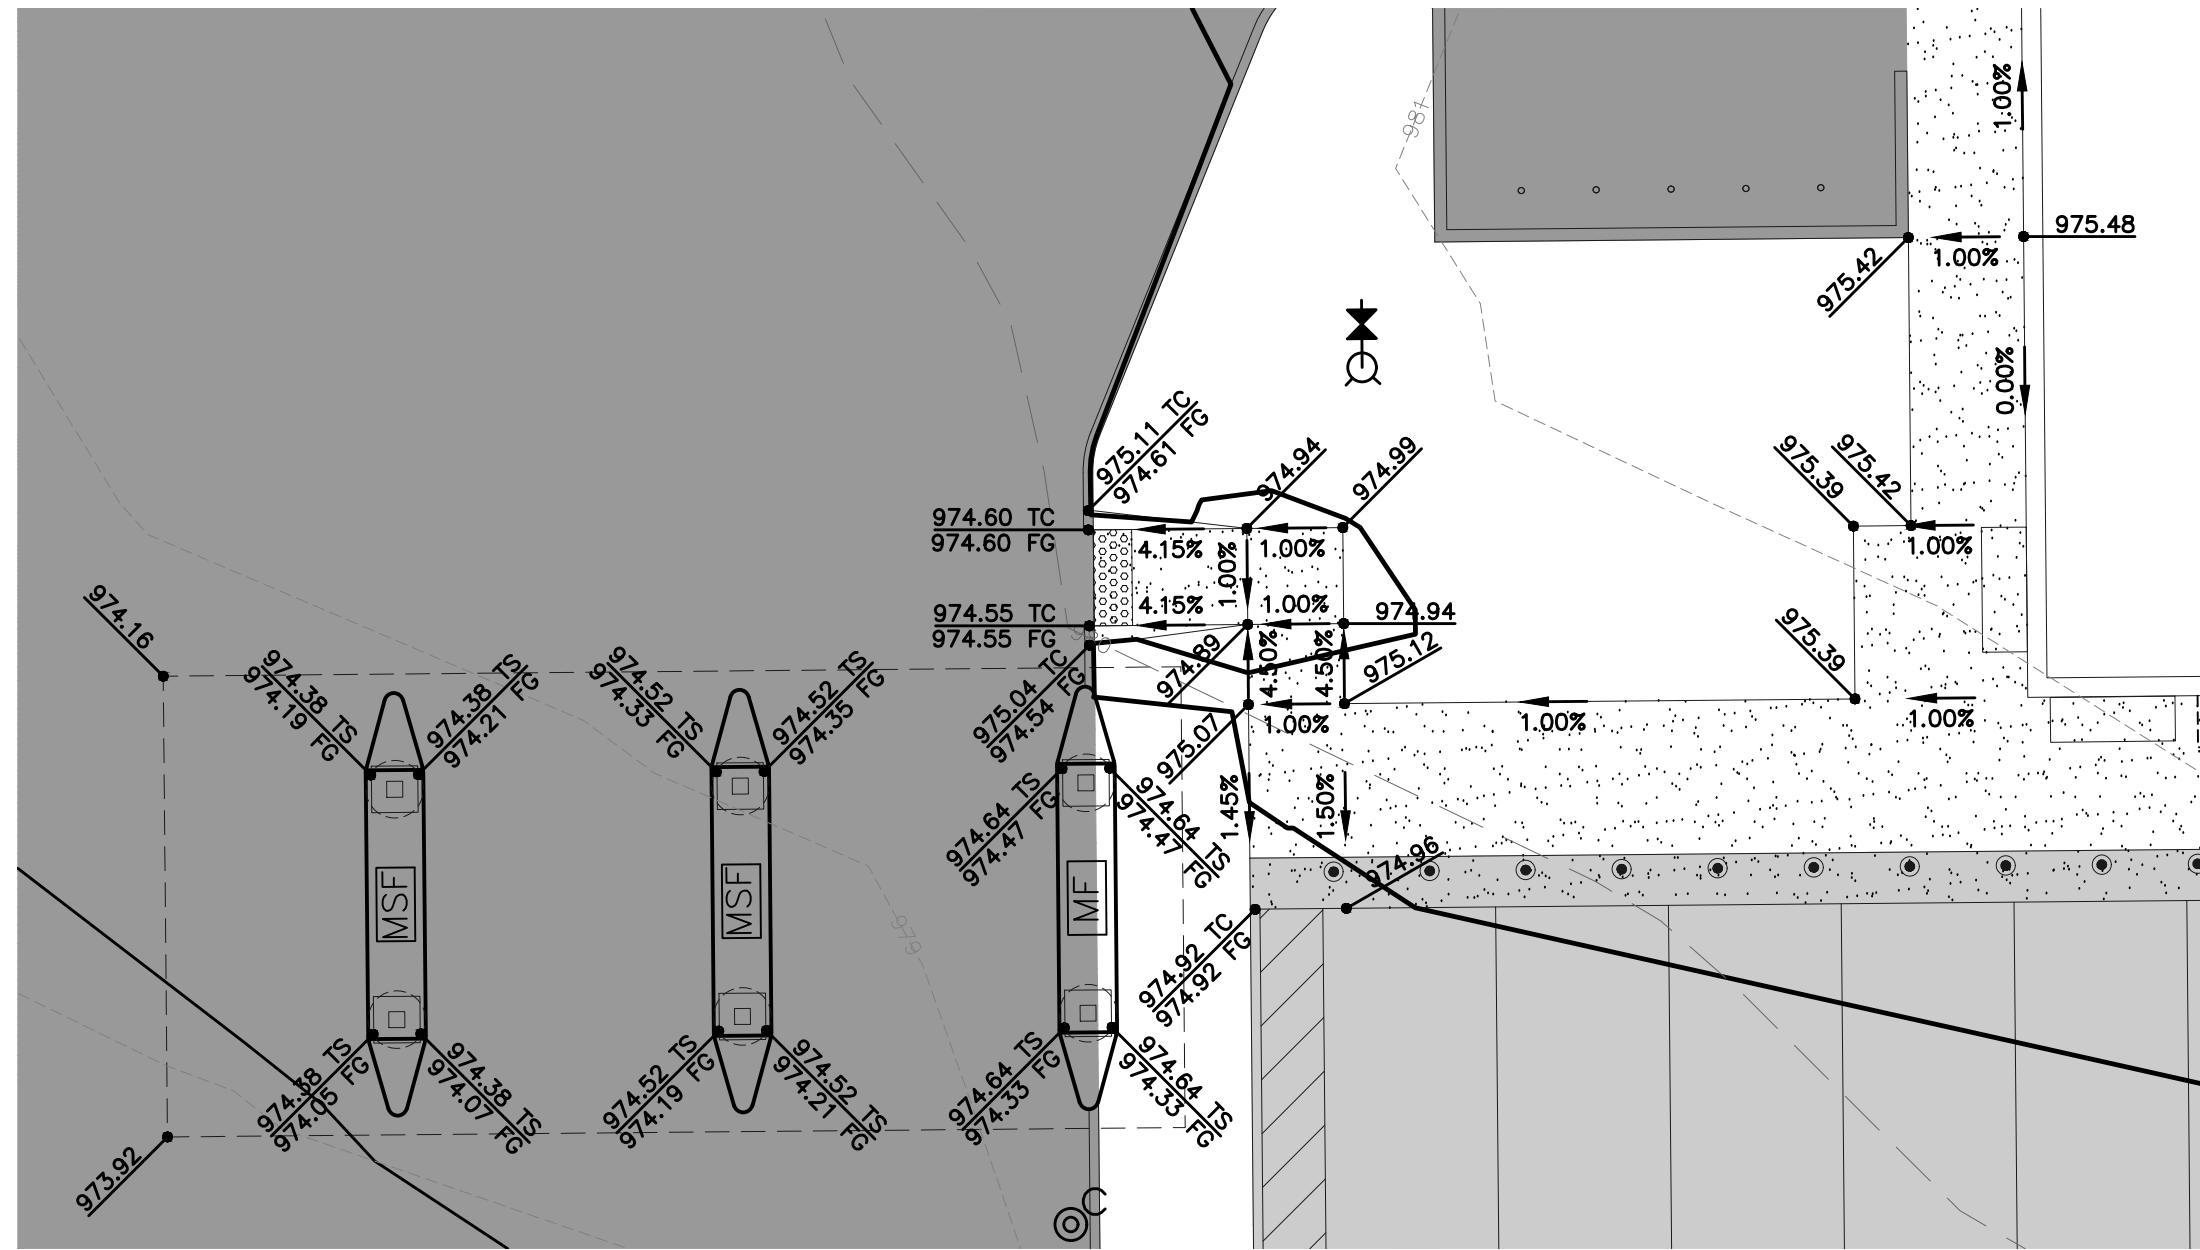 981
1.00%
975.48
1.00%
975.42
0.00%
975.11 TC
974.61 FG
974.94
974.99
975.39
975.42
974.60 TC
974.60 FG
4.15%
1.00%
1.00%
1.00%
974.16
974.55 TC
974.55 FG
4.15%
1.00%
974.94
974.89
4.50%
4.50%
975.12
975.39
974.38 TS
974.19 FG
974.38 TS
974.21 FG
974.52 TS
974.33 FG
974.52 TS
974.35 FG
975.04 TC
974.54 FG
975.07
1.00%
1.00%
1.00%
974.64 TS
974.47 FG
974.64 TS
974.47 FG
1.45%
1.50%
974.96
MSF
MSF
MF
979
974.92 TC
974.92 FG
974.38 TS
974.05 FG
974.38 TS
974.07 FG
974.52 TS
974.19 FG
974.52 TS
974.21 FG
974.64 TS
974.33 FG
974.64 TS
974.33 FG
973.92
C